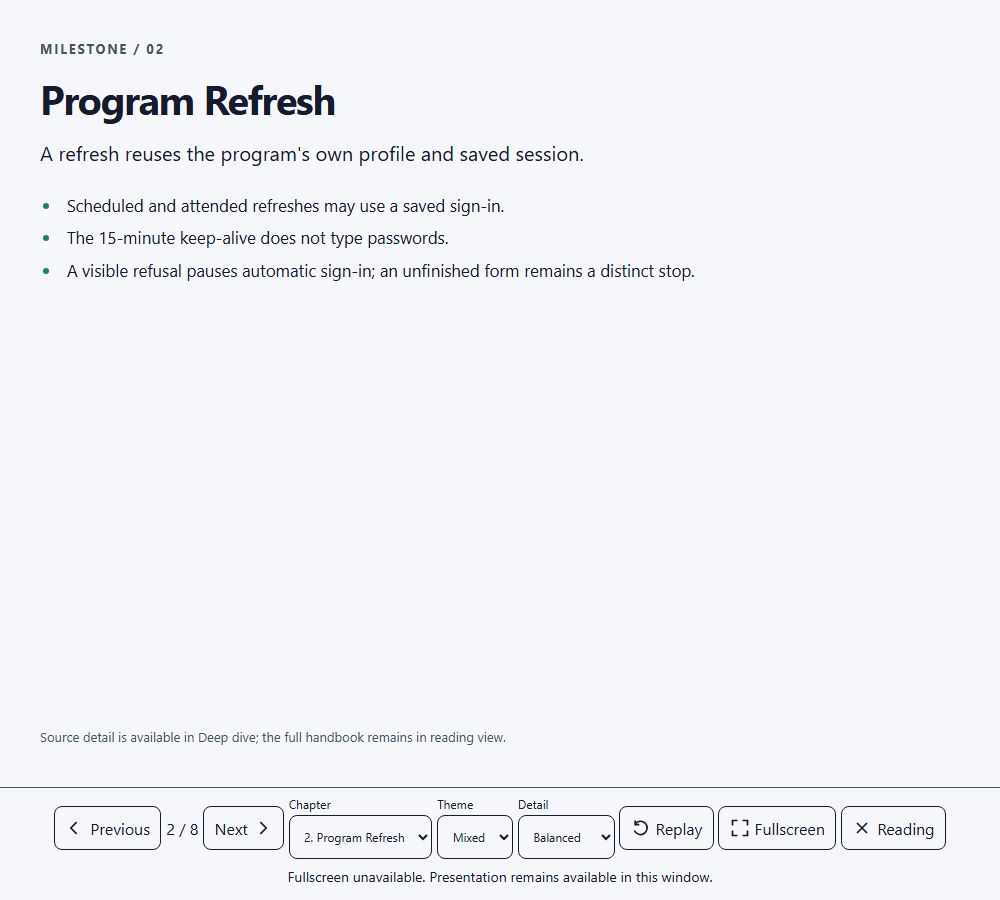 MILESTONE / 02
Program Refresh
A refresh reuses the program's own profile and saved session.
Scheduled and attended refreshes may use a saved sign-in.
The 15-minute keep-alive does not type passwords.
A visible refusal pauses automatic sign-in; an unfinished form remains a distinct stop.
Source detail is available in Deep dive; the full handbook remains in reading view.
Chapter Theme Detail
Previous 2 / 8 Next 2. Program Refresh Mixed Balanced Replay Fullscreen Reading
Fullscreen unavailable. Presentation remains available in this window.